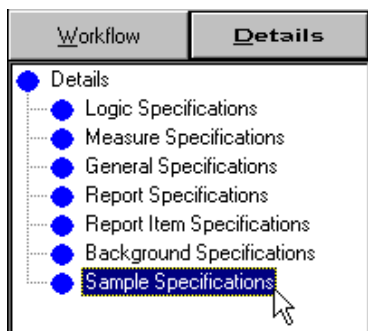 Workflow Details
Details
Logic Specifications
Measure Specifications
General Specifications
Report Specifications
Report Item Specifications
Background Specifications
Sample Specifications